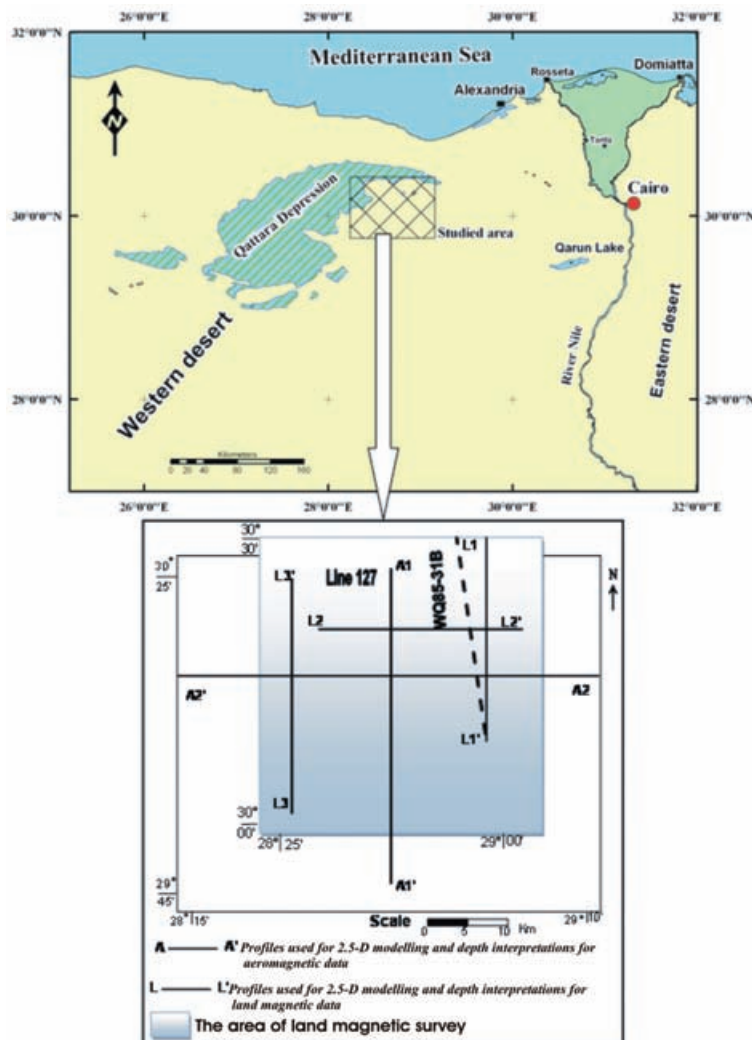 26°0'0"E
28°0'0"E
30°0'0"E
32°0'0"E
32°0'0"N
32°0'0"N
Mediterranean Sea
Rosseta
Domiatta
Alexandria
N
Tanta
Cairo
Qattara Depression
30°0'0"N
30°0'0"N
Studied area
Qarun Lake
Western desert
River Nile
Eastern desert
28°0'0"N
28°0'0"N
Kilometers
0 20 40 80 120 160
26°0'0"E
28°0'0"E
30°0'0"E
32°0'0"E
30°
30'
30°
25'
L3'
Line 127
A1
WQ85-31B
L1
N
L2
L2'
A2'
A2
L1'
L3
30°
00'
28° 25'
29° 00'
29°
45'
A1'
28° 15'
Scale
0 5 10 Km
29° 10
A A' Profiles used for 2.5-D modelling and depth interpretations for
aeromagnetic data
L L' Profiles used for 2.5-D modelling and depth interpretations for
land magnetic data
The area of land magnetic survey